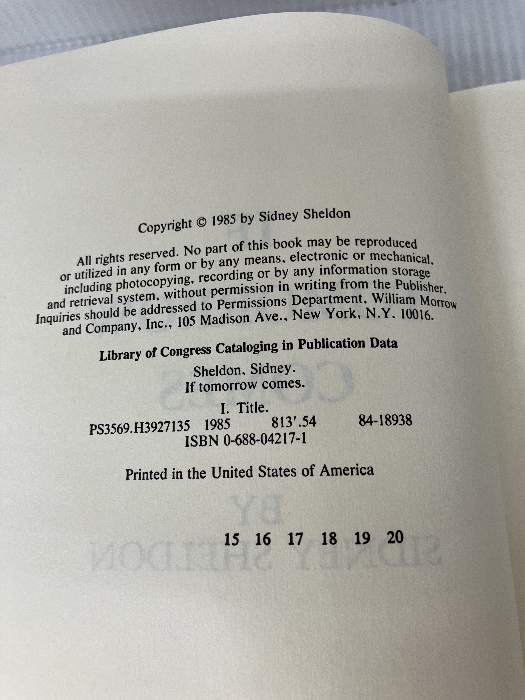 Copyright © 1985 by Sidney Sheldon
All rights reserved. No part of this book may be reproduced
or utilized in any form or by any means, electronic or mechanical,
including photocopying, recording or by any information storage
and retrieval system, without permission in writing from the Publisher.
Inquiries should be addressed to Permissions Department, William Morrow
and Company, Inc., 105 Madison Ave., New York, N.Y. 10016.
Library of Congress Cataloging in Publication Data
Sheldon, Sidney.
If tomorrow comes.
I. Title.
PS3569.H3927135 1985 813'.54 84-18938
ISBN 0-688-04217-1
Printed in the United States of America
BY
SIDNEY SHELDON
15 16 17 18 19 20